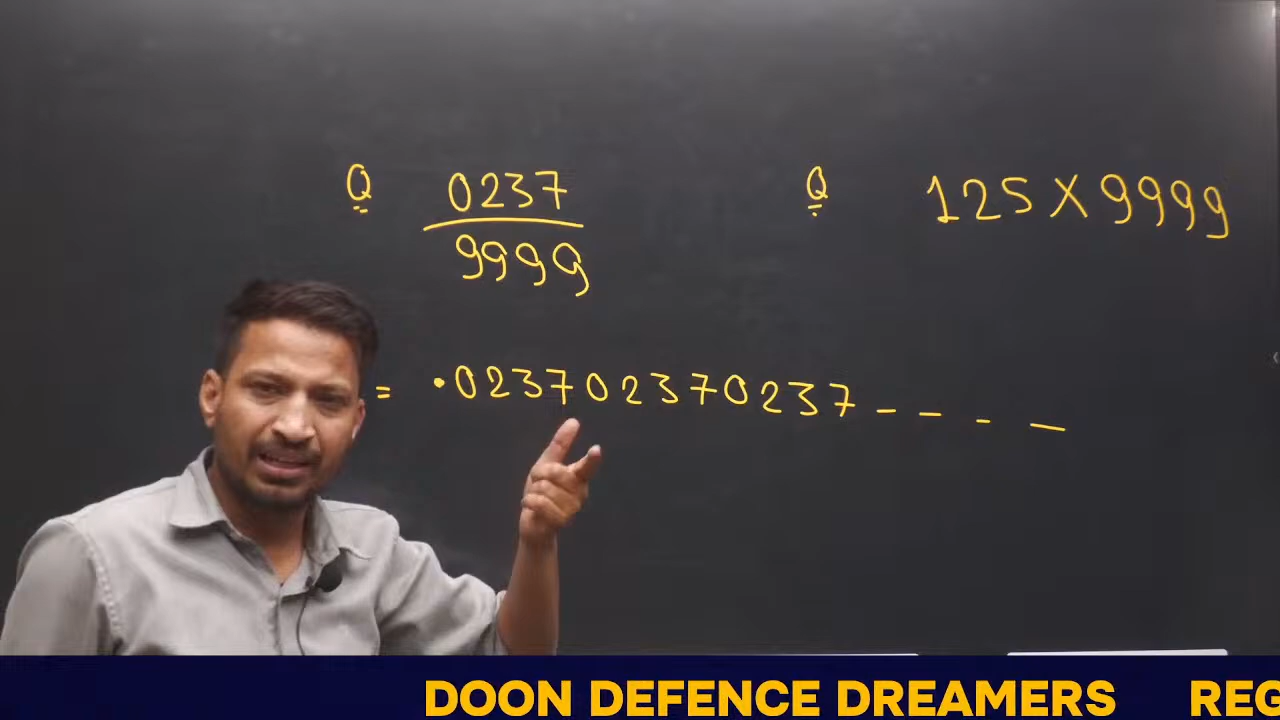 Q 0237
9999
= .023702370237 - - - -
Q 125 X 9999
DOON DEFENCE DREAMERS REG